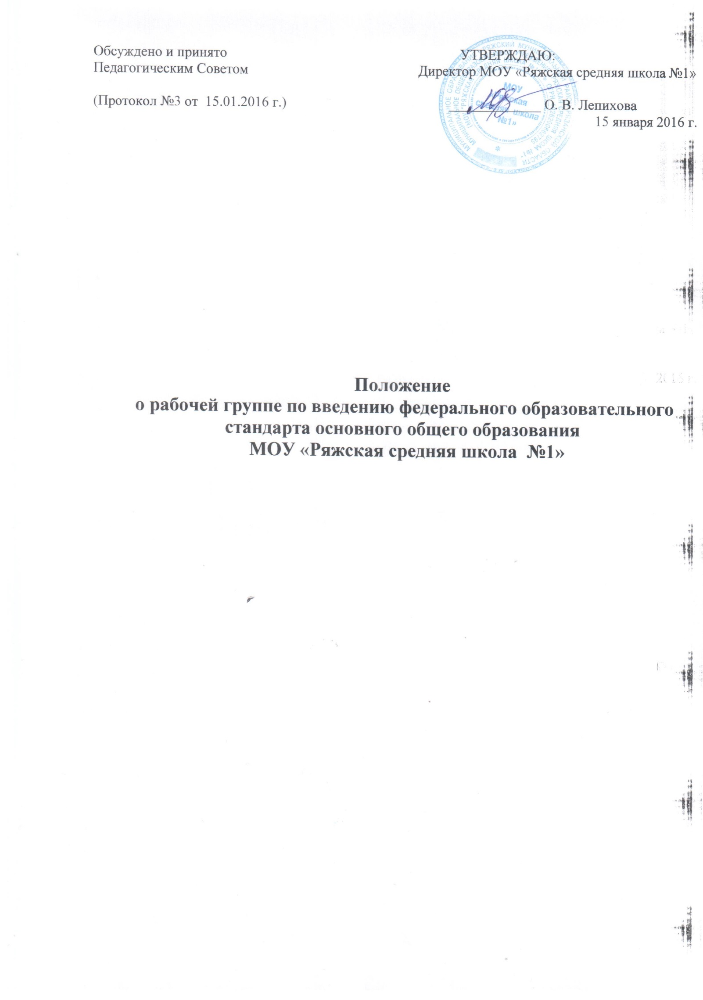 Обсуждено и принято
Педагогическим Советом
(Протокол №3 от 15.01.2016 г.)
УТВЕРЖДАЮ:
Директор МОУ «Ряжская средняя школа №1»
О. В. Лепихова
15 января 2016 г.
МОУ
«Ряжская
средняя школа
№1»
Положение
о рабочей группе по введению федерального образовательного
стандарта основного общего образования
МОУ «Ряжская средняя школа №1»